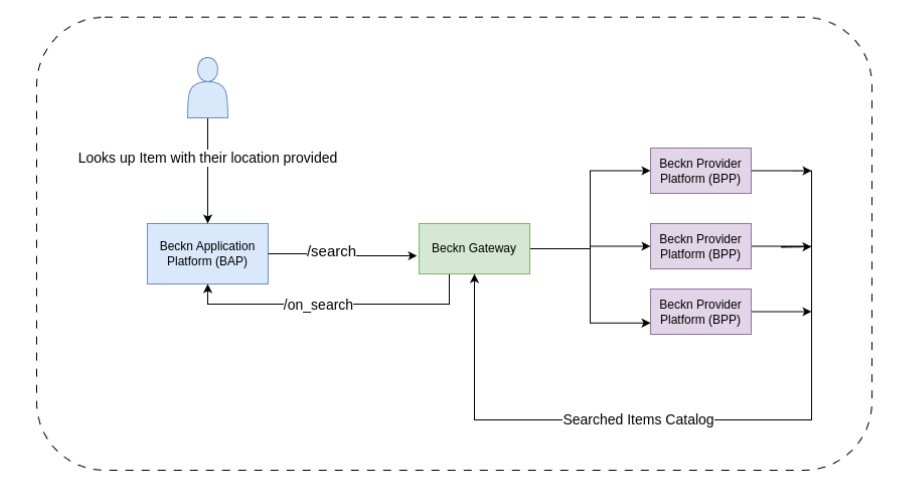 Looks up Item with their location provided
Beckn Application
Platform (BAP)
/search
Beckn Gateway
/on_search
Beckn Provider
Platform (BPP)
Beckn Provider
Platform (BPP)
Beckn Provider
Platform (BPP)
Searched Items Catalog